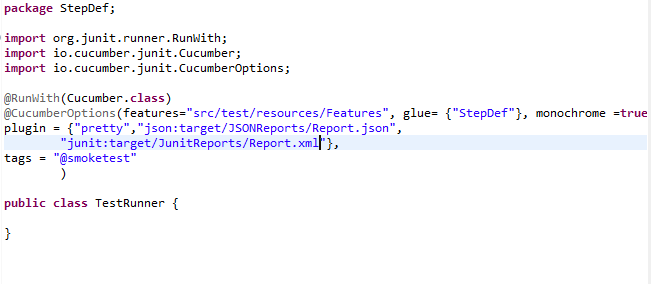 package StepDef;
import org.junit.runner.RunWith;
import io.cucumber.junit.Cucumber;
import io.cucumber.junit.CucumberOptions;
@RunWith(Cucumber.class)
@CucumberOptions(features="src/test/resources/Features", glue= {"StepDef"}, monochrome =true
plugin = {"pretty","json:target/JSONReports/Report.json",
"junit:target/JunitReports/Report.xml"},
tags = "@smoketest"
)
public class TestRunner {
}